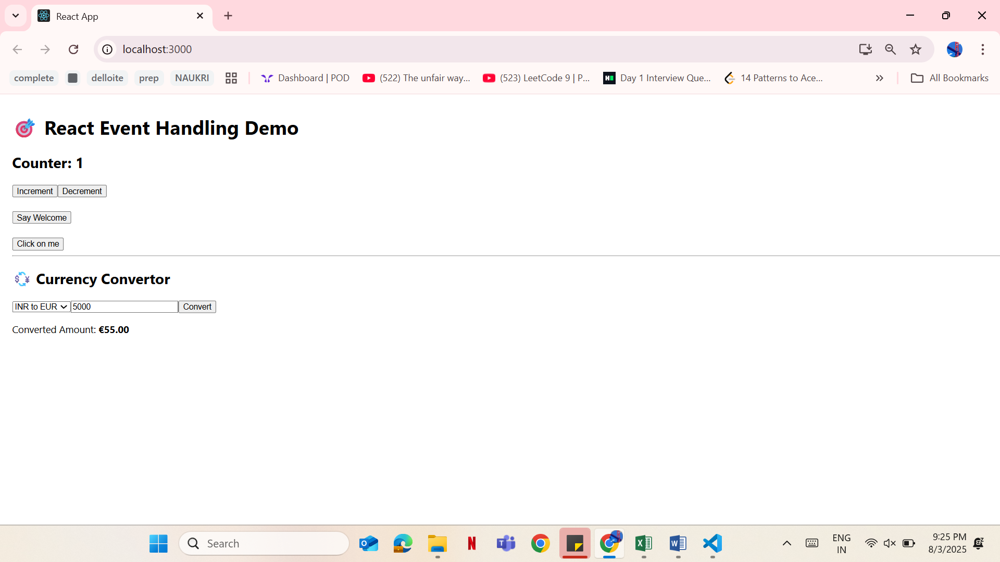 React App
localhost:3000
complete delloite prep NAUKRI Dashboard | POD (522) The unfair way... (523) LeetCode 9 | P... Day 1 Interview Que... 14 Patterns to Ace... » All Bookmarks
React Event Handling Demo
Counter: 1
Increment Decrement
Say Welcome
Click on me
Currency Convertor
INR to EUR 5000 Convert
Converted Amount: €55.00
Search
ENG
IN
9:25 PM
8/3/2025